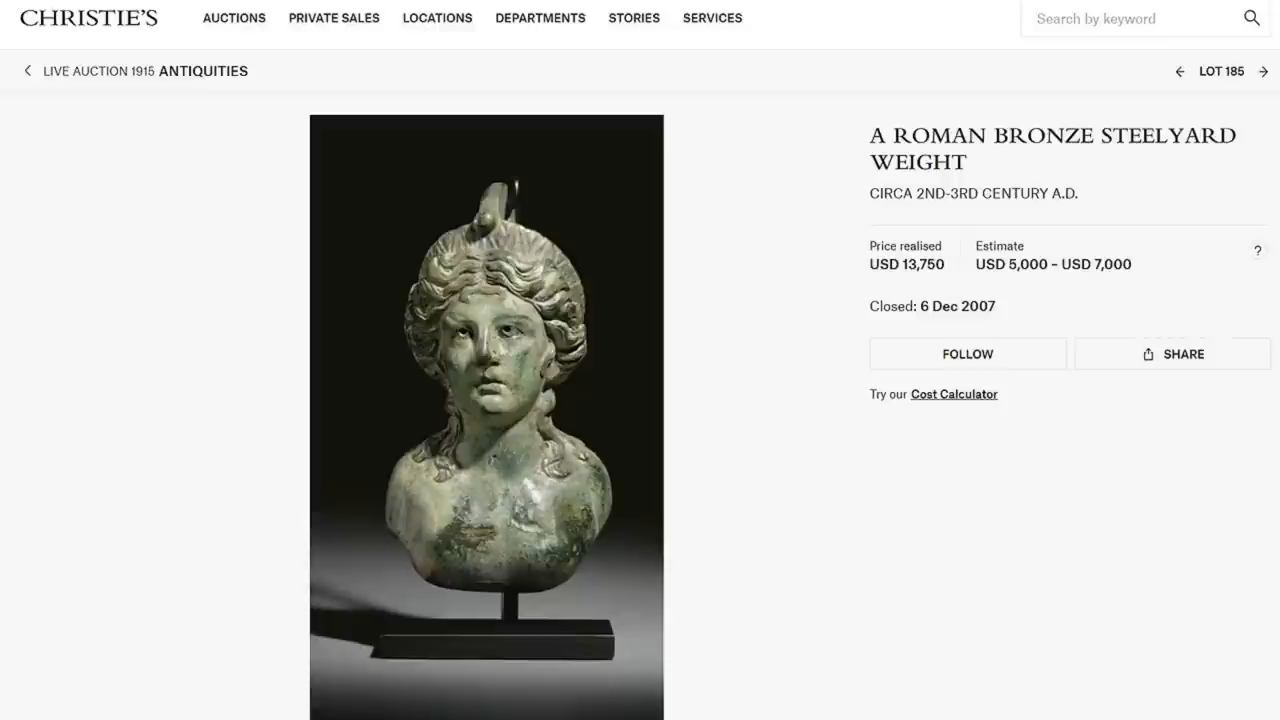 CHRISTIE'S
AUCTIONS PRIVATE SALES LOCATIONS DEPARTMENTS STORIES SERVICES
Search by keyword
LIVE AUCTION 1915 ANTIQUITIES
LOT 185
A ROMAN BRONZE STEELYARD
WEIGHT
CIRCA 2ND-3RD CENTURY A.D.
Price realised Estimate
USD 13,750 USD 5,000 – USD 7,000
?
Closed: 6 Dec 2007
FOLLOW SHARE
Try our Cost Calculator